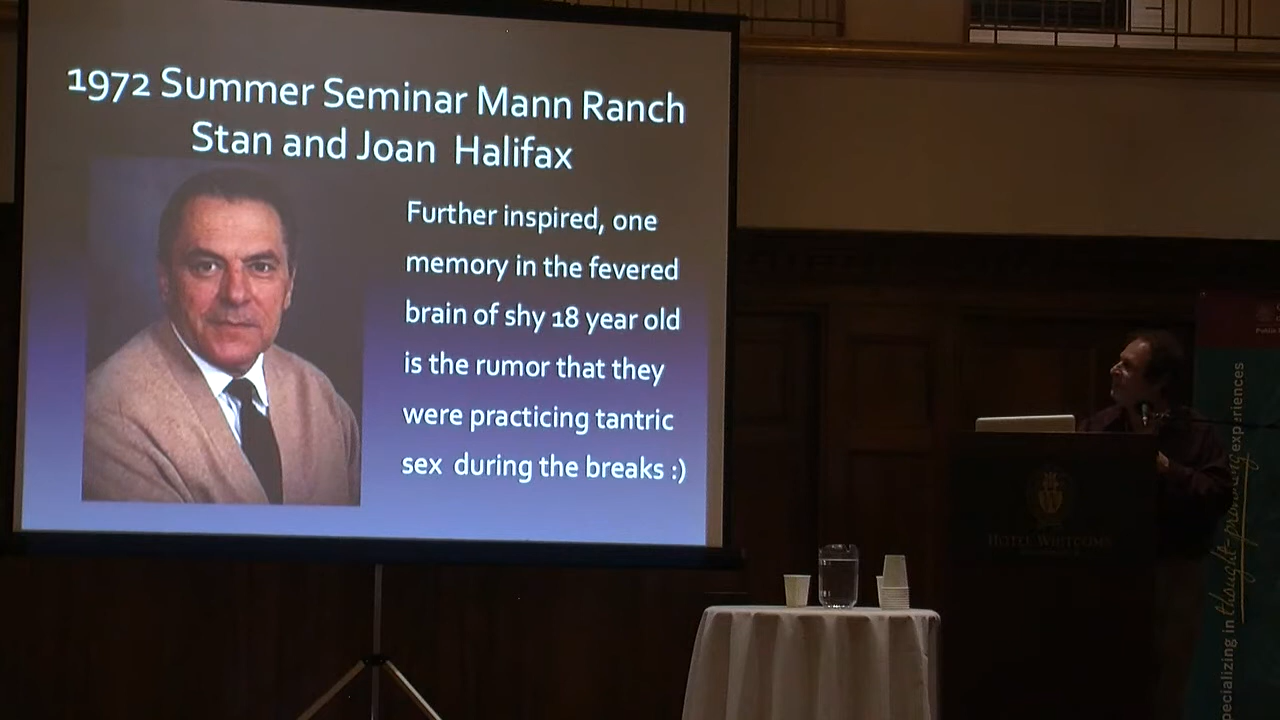 1972 Summer Seminar Mann Ranch
Stan and Joan Halifax
Further inspired, one
memory in the fevered
brain of shy 18 year old
is the rumor that they
were practicing tantric
sex during the breaks :)
W
HOTEL WHITCOMB
pecializing in thought-provoking experiences